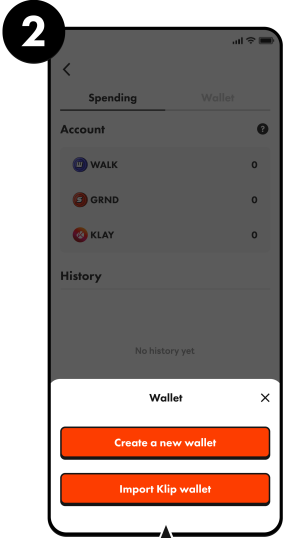 2
Spending Wallet
Account ?
WALK 0
GRND 0
KLAY 0
History
No history yet
Wallet ×
Create a new wallet
Import Klip wallet